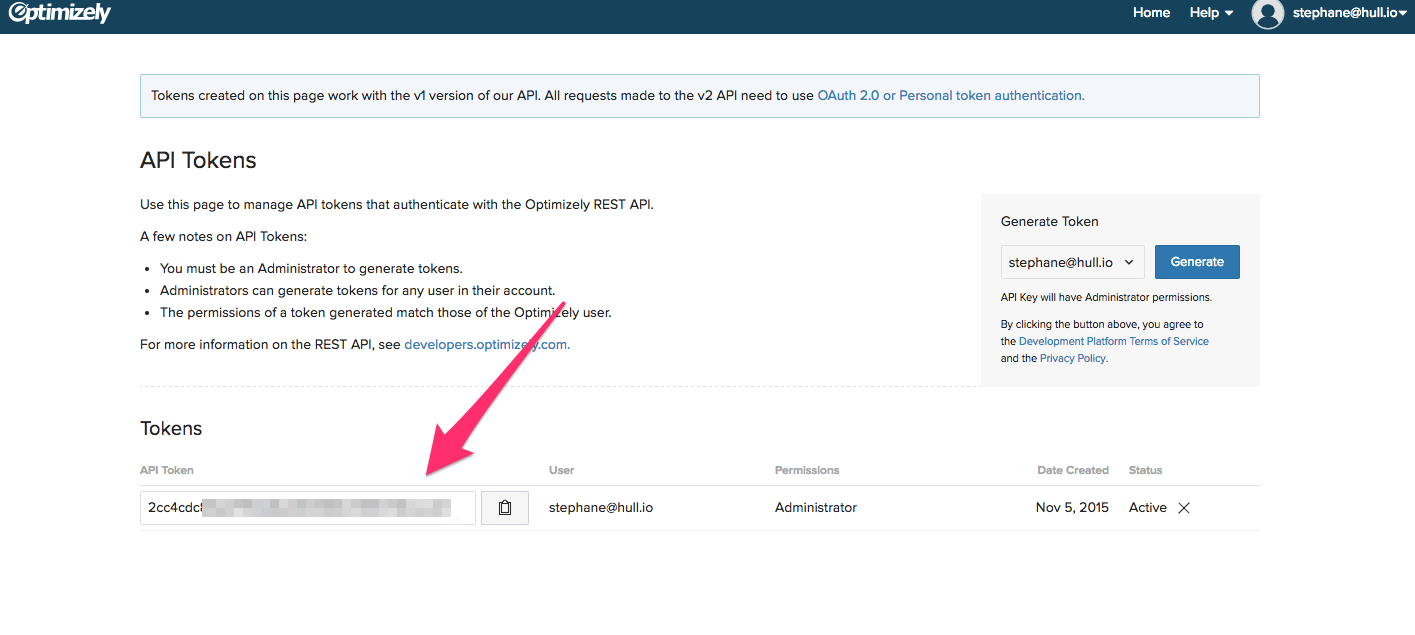 Optimizely
Home Help stephane@hull.io
Tokens created on this page work with the v1 version of our API. All requests made to the v2 API need to use OAuth 2.0 or Personal token authentication.
API Tokens
Use this page to manage API tokens that authenticate with the Optimizely REST API.
A few notes on API Tokens:
• You must be an Administrator to generate tokens.
• Administrators can generate tokens for any user in their account.
• The permissions of a token generated match those of the Optimizely user.
For more information on the REST API, see developers.optimizely.com.
Generate Token
stephane@hull.io Generate
API Key will have Administrator permissions.
By clicking the button above, you agree to
the Development Platform Terms of Service
and the Privacy Policy.
Tokens
API Token User Permissions Date Created Status
2cc4cdc stephane@hull.io Administrator Nov 5, 2015 Active